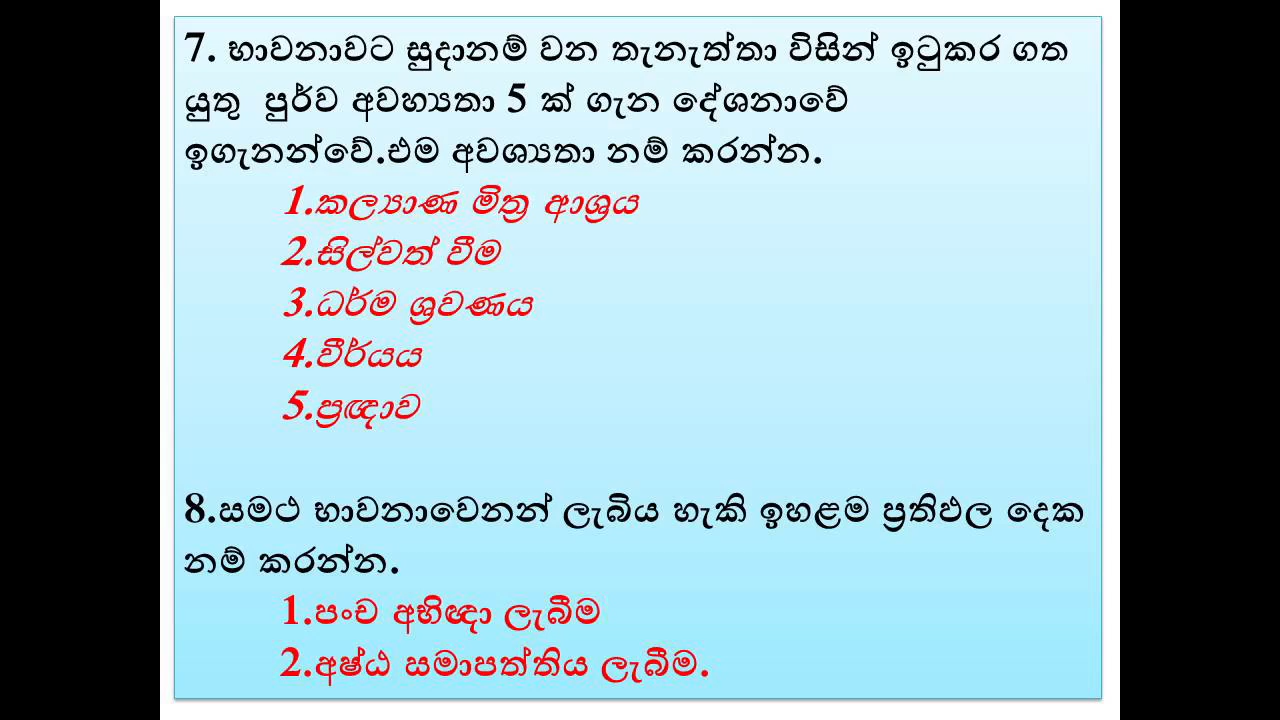 7. භාවනාවට සුදානම් වන තැනැත්තා විසින් ඉටුකර ගත
යුතු පුර්ව අවහ්‍යතා 5 ක් ගැන දේශනාවේ
ඉගැනන්වේ.එම අවශ්‍යතා නම් කරන්න.
1.කල්‍යාණ මිත්‍ර ආශ්‍රය
2.සිල්වත් වීම
3.ධර්ම ශ්‍රවණය
4.වීර්යය
5.ප්‍රඥාව
8.සමථ භාවනාවෙනන් ලැබිය හැකි ඉහළම ප්‍රතිඵල දෙක
නම් කරන්න.
1.පංච අභිඥා ලැබීම
2.අෂ්ඨ සමාපත්තිය ලැබීම.